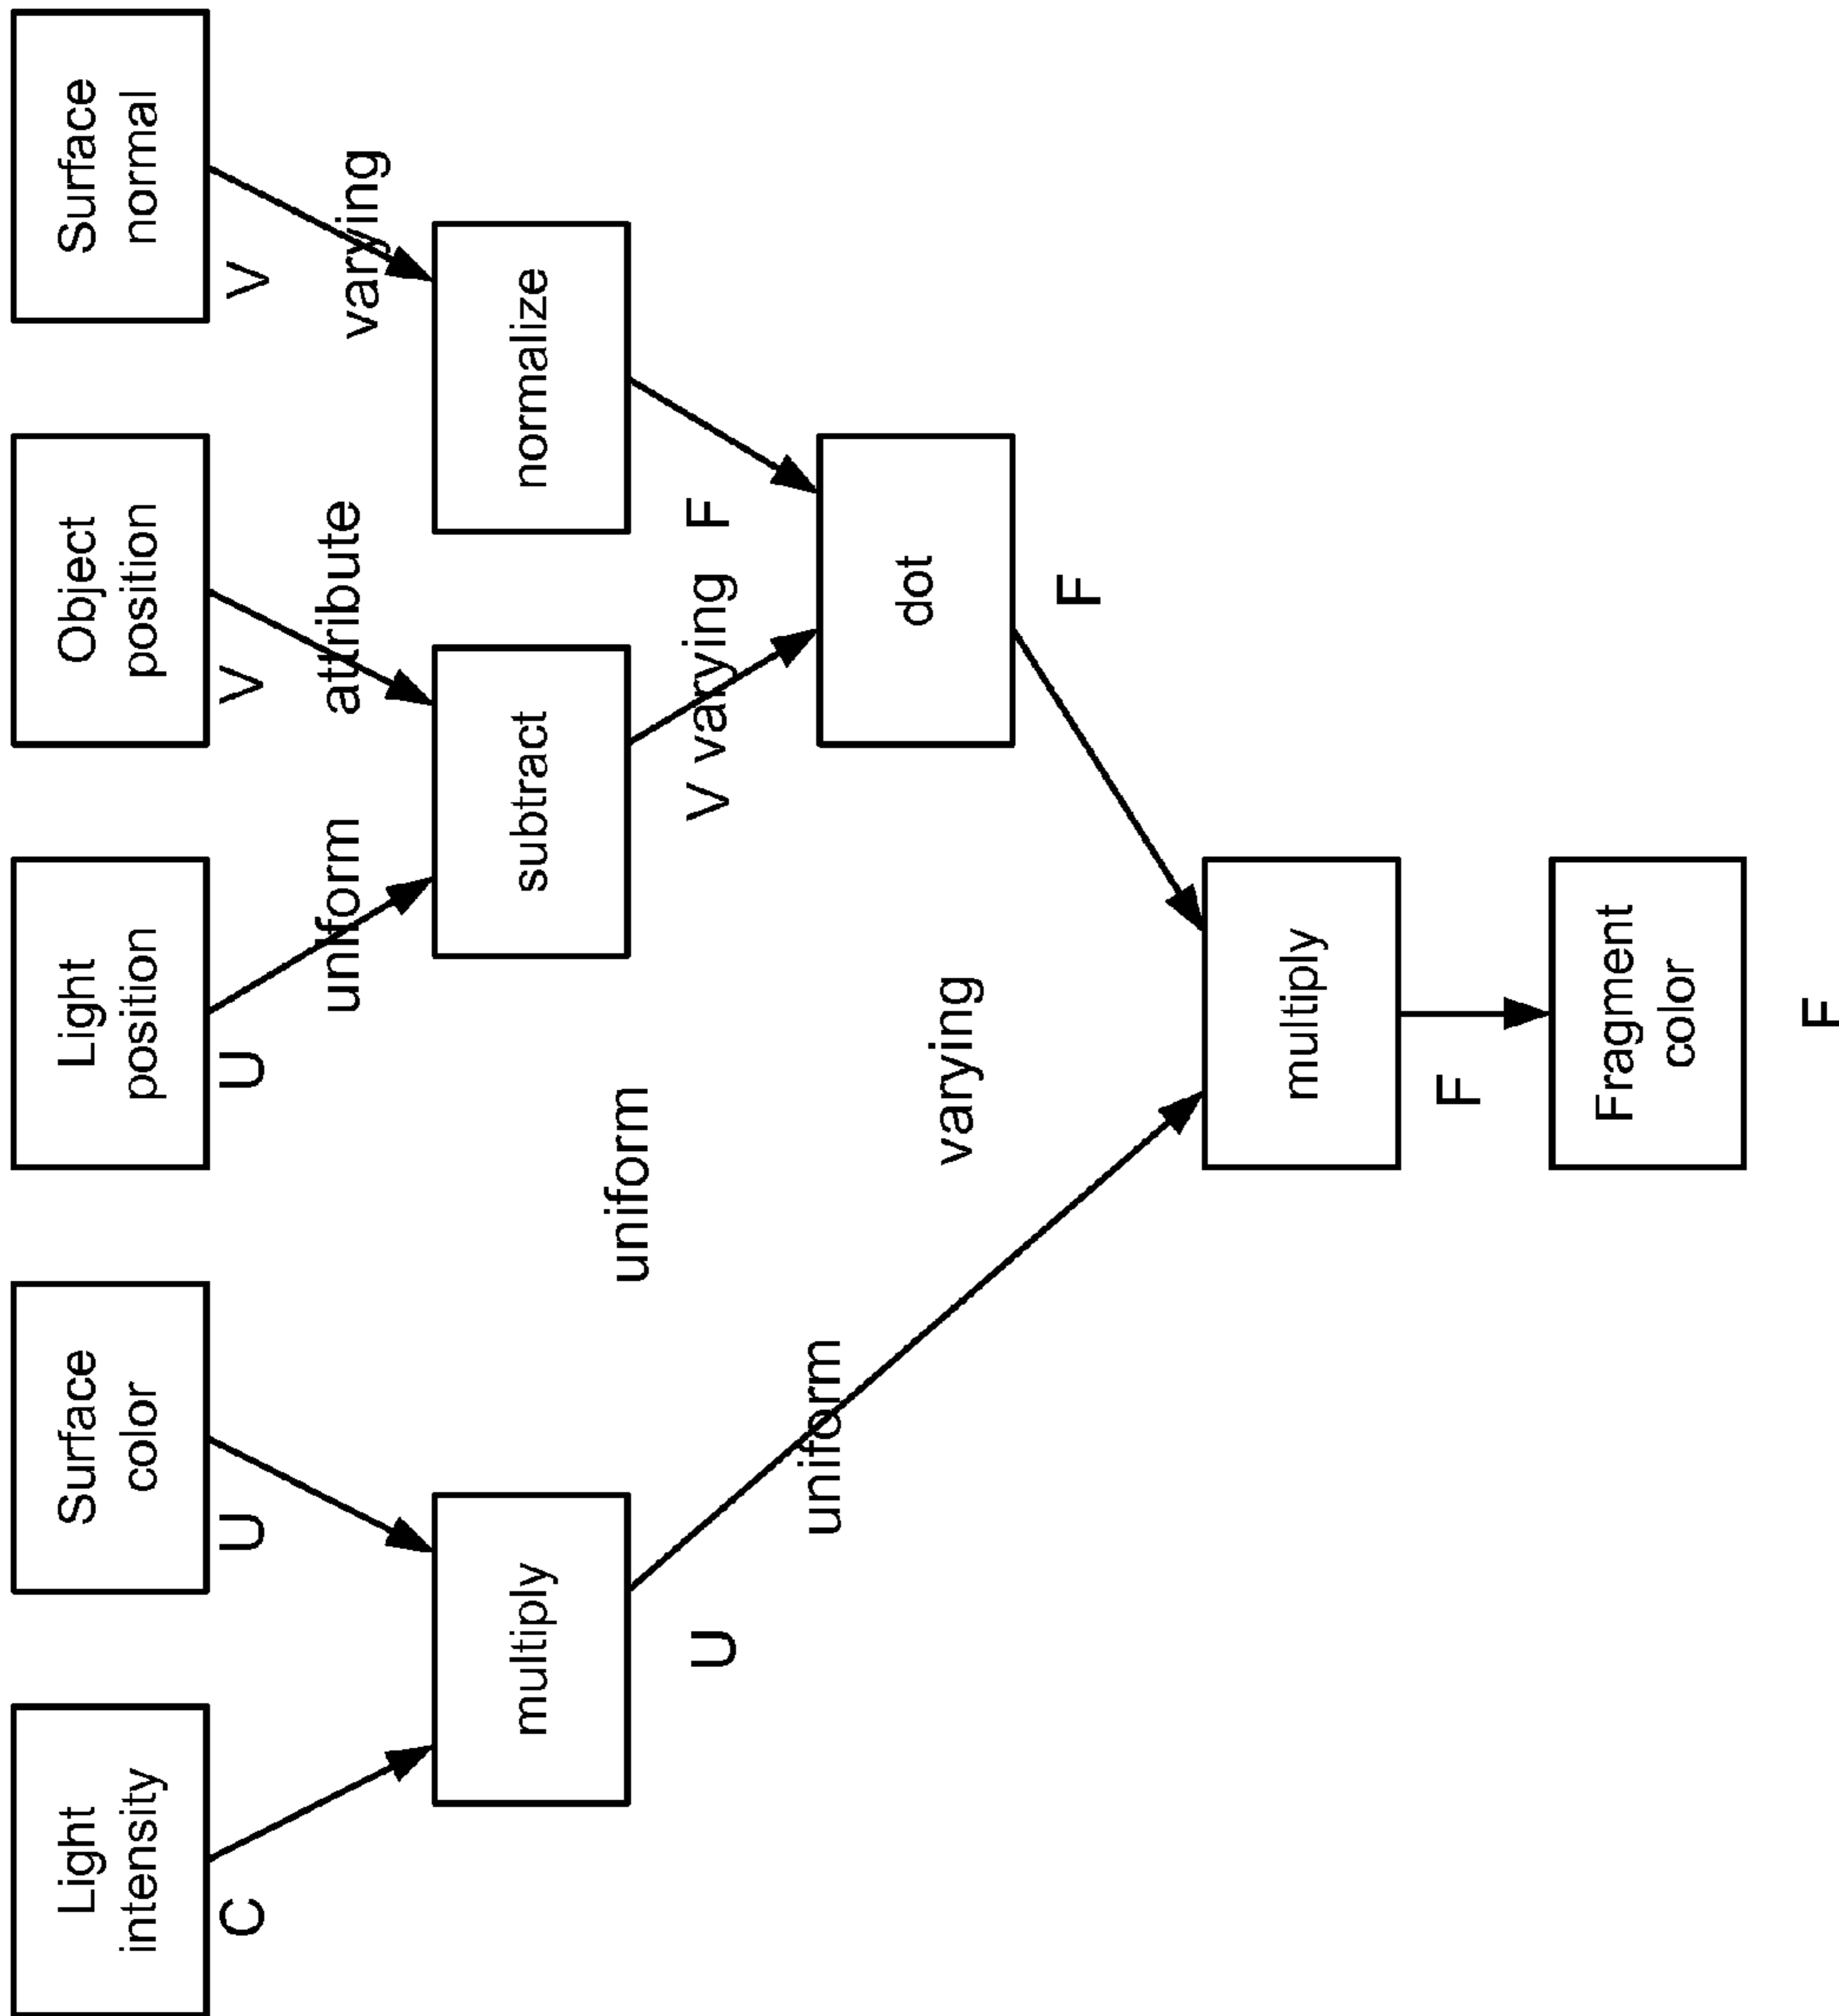 Light
intensity
Surface
color
Light
position
Object
position
Surface
normal
C
U
U
V
V
uniform
attribute
varying
multiply
subtract
normalize
uniform
U
V varying
F
uniform
dot
varying
F
multiply
F
Fragment
color
F